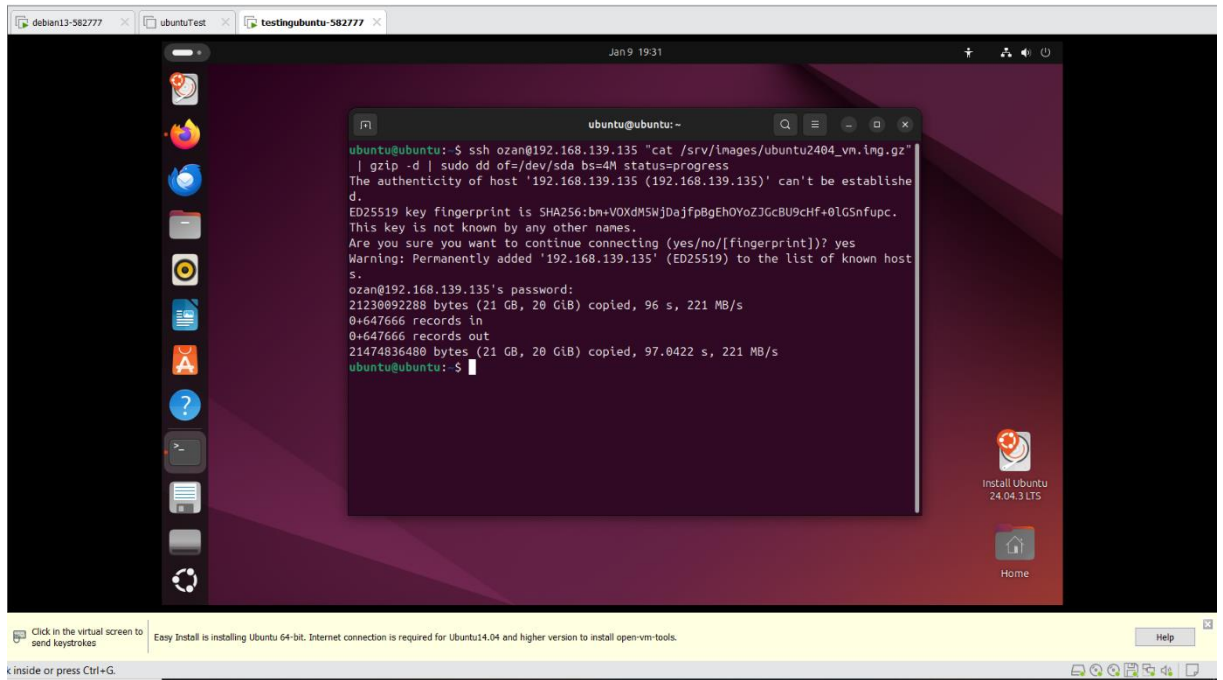 debian13-582777
ubuntuTest
testingubuntu-582777
Jan 9 19:31
ubuntu@ubuntu: ~
ubuntu@ubuntu:~$ ssh ozan@192.168.139.135 "cat /srv/images/ubuntu2404_vm.img.gz"
| gzip -d | sudo dd of=/dev/sda bs=4M status=progress
The authenticity of host '192.168.139.135 (192.168.139.135)' can't be establishe
d.
ED25519 key fingerprint is SHA256:bm+VOXdM5WjDajfpBgEhOYoZJGcBU9cHf+0lGSnfupc.
This key is not known by any other names.
Are you sure you want to continue connecting (yes/no/[fingerprint])? yes
Warning: Permanently added '192.168.139.135' (ED25519) to the list of known host
s.
ozan@192.168.139.135's password:
21230092288 bytes (21 GB, 20 GiB) copied, 96 s, 221 MB/s
0+647666 records in
0+647666 records out
21474836480 bytes (21 GB, 20 GiB) copied, 97.0422 s, 221 MB/s
ubuntu@ubuntu:~$
Install Ubuntu
24.04.3 LTS
Home
Click in the virtual screen to
send keystrokes
Easy Install is installing Ubuntu 64-bit. Internet connection is required for Ubuntu14.04 and higher version to install open-vm-tools.
Help
k inside or press Ctrl+G.